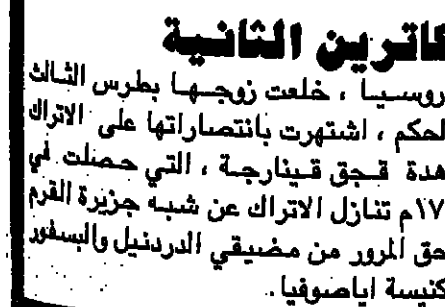 كاترين الثانية
روسيا ، خلعت زوجها بطرس الثالث
لحكم ، اشتهرت بانتصاراتها على الاتراك
هدة قجق قينارجة ، التي حصلت في
١٧م تنازل الاتراك عن شبه جزيرة القرم
حق المرور من مضيقي الدردنيل والبسفور
كنيسة اياصوفيا .